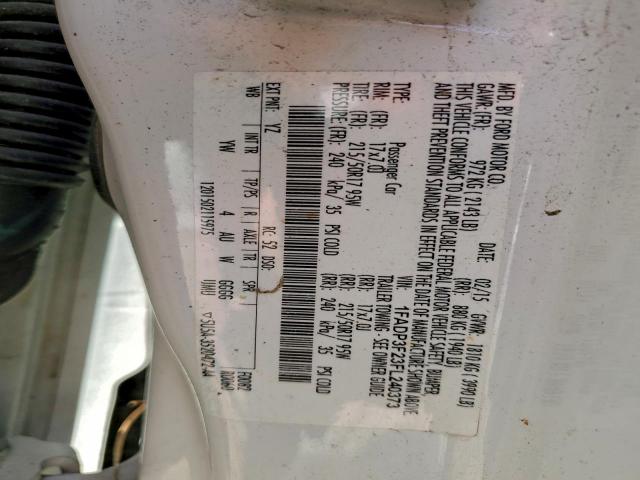 MFD. BY FORD MOTOR CO.
DATE: 02/15 GVWR: 1810 KG ( 3990 LB)
GAWR: (FR): 972 KG ( 2143 LB) (RR): 880 KG ( 1940 LB)
THIS VEHICLE CONFORMS TO ALL APPLICABLE FEDERAL MOTOR VEHICLE SAFETY, BUMPER,
AND THEFT PREVENTION STANDARDS IN EFFECT ON THE DATE OF MANUFACTURE SHOWN ABOVE.
VIN: 1FADP3F23FL240373
TYPE: Passenger Car TRAILER TOWING - SEE OWNER GUIDE
RIM: (FR): 17x7.0J (RR): 17x7.0J
TIRE: (FR): 215/50R17 95W (RR): 215/50R17 95W
PRESSURE: (FR): 240 kPa/ 35 PSI COLD (RR): 240 kPa/ 35 PSI COLD
EXT PNT: YZ RC: 52 DSO:
WB INT TR TP/PS R AXLE TR SPR
YW 4 AU W GGGG